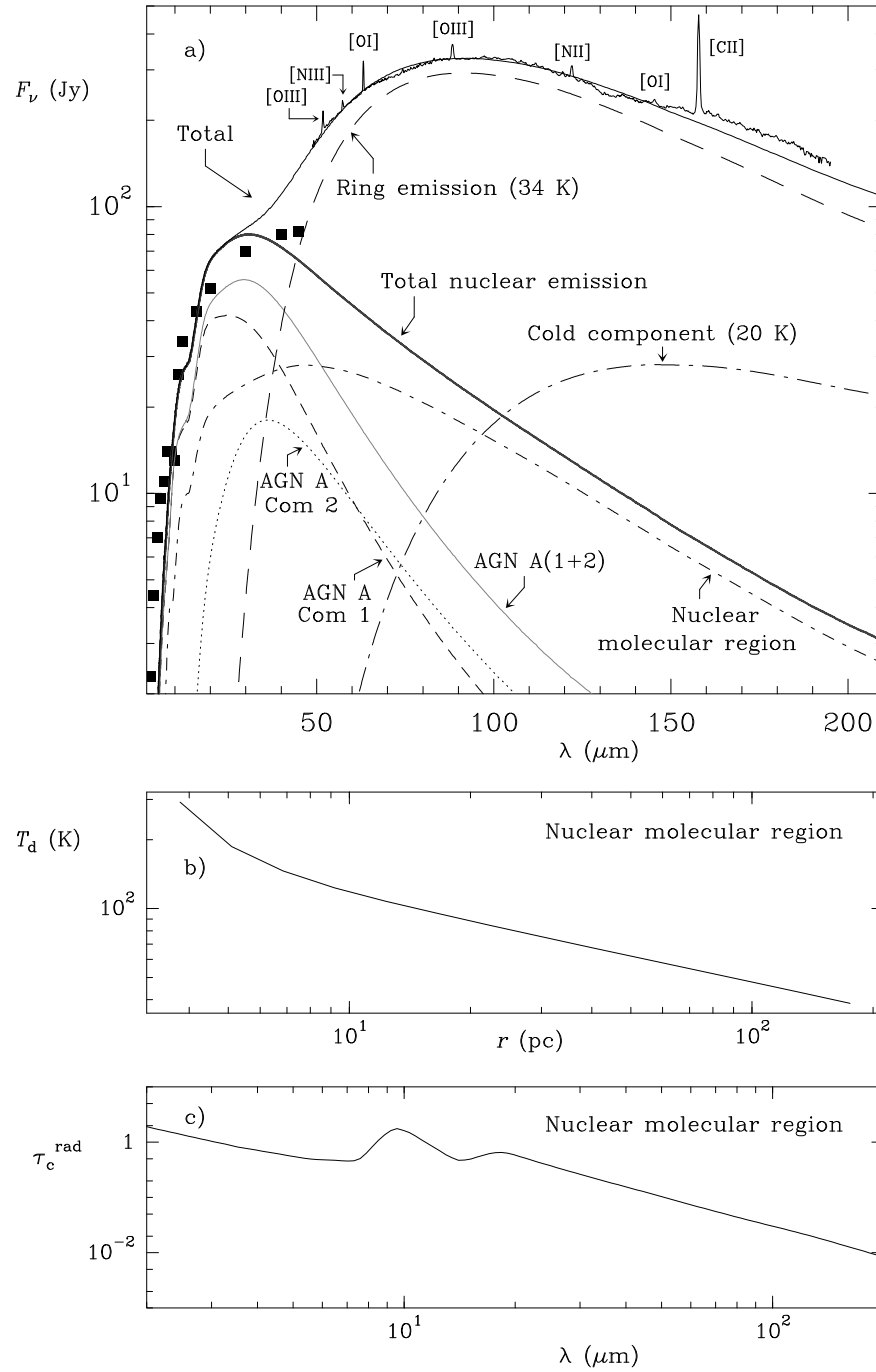 a)
F_ν (Jy)
[OIII]
[NIII]
[OI]
[OIII]
[NII]
[OI]
[CII]
Total
Ring emission (34 K)
10²
Total nuclear emission
Cold component (20 K)
AGN A
Com 2
10¹
AGN A
Com 1
AGN A(1+2)
Nuclear
molecular region
50 100 150 200
λ (μm)
T_d (K)
b)
Nuclear molecular region
10²
10¹ 10²
r (pc)
c)
Nuclear molecular region
τ_c^rad
1
10⁻²
10¹ 10²
λ (μm)